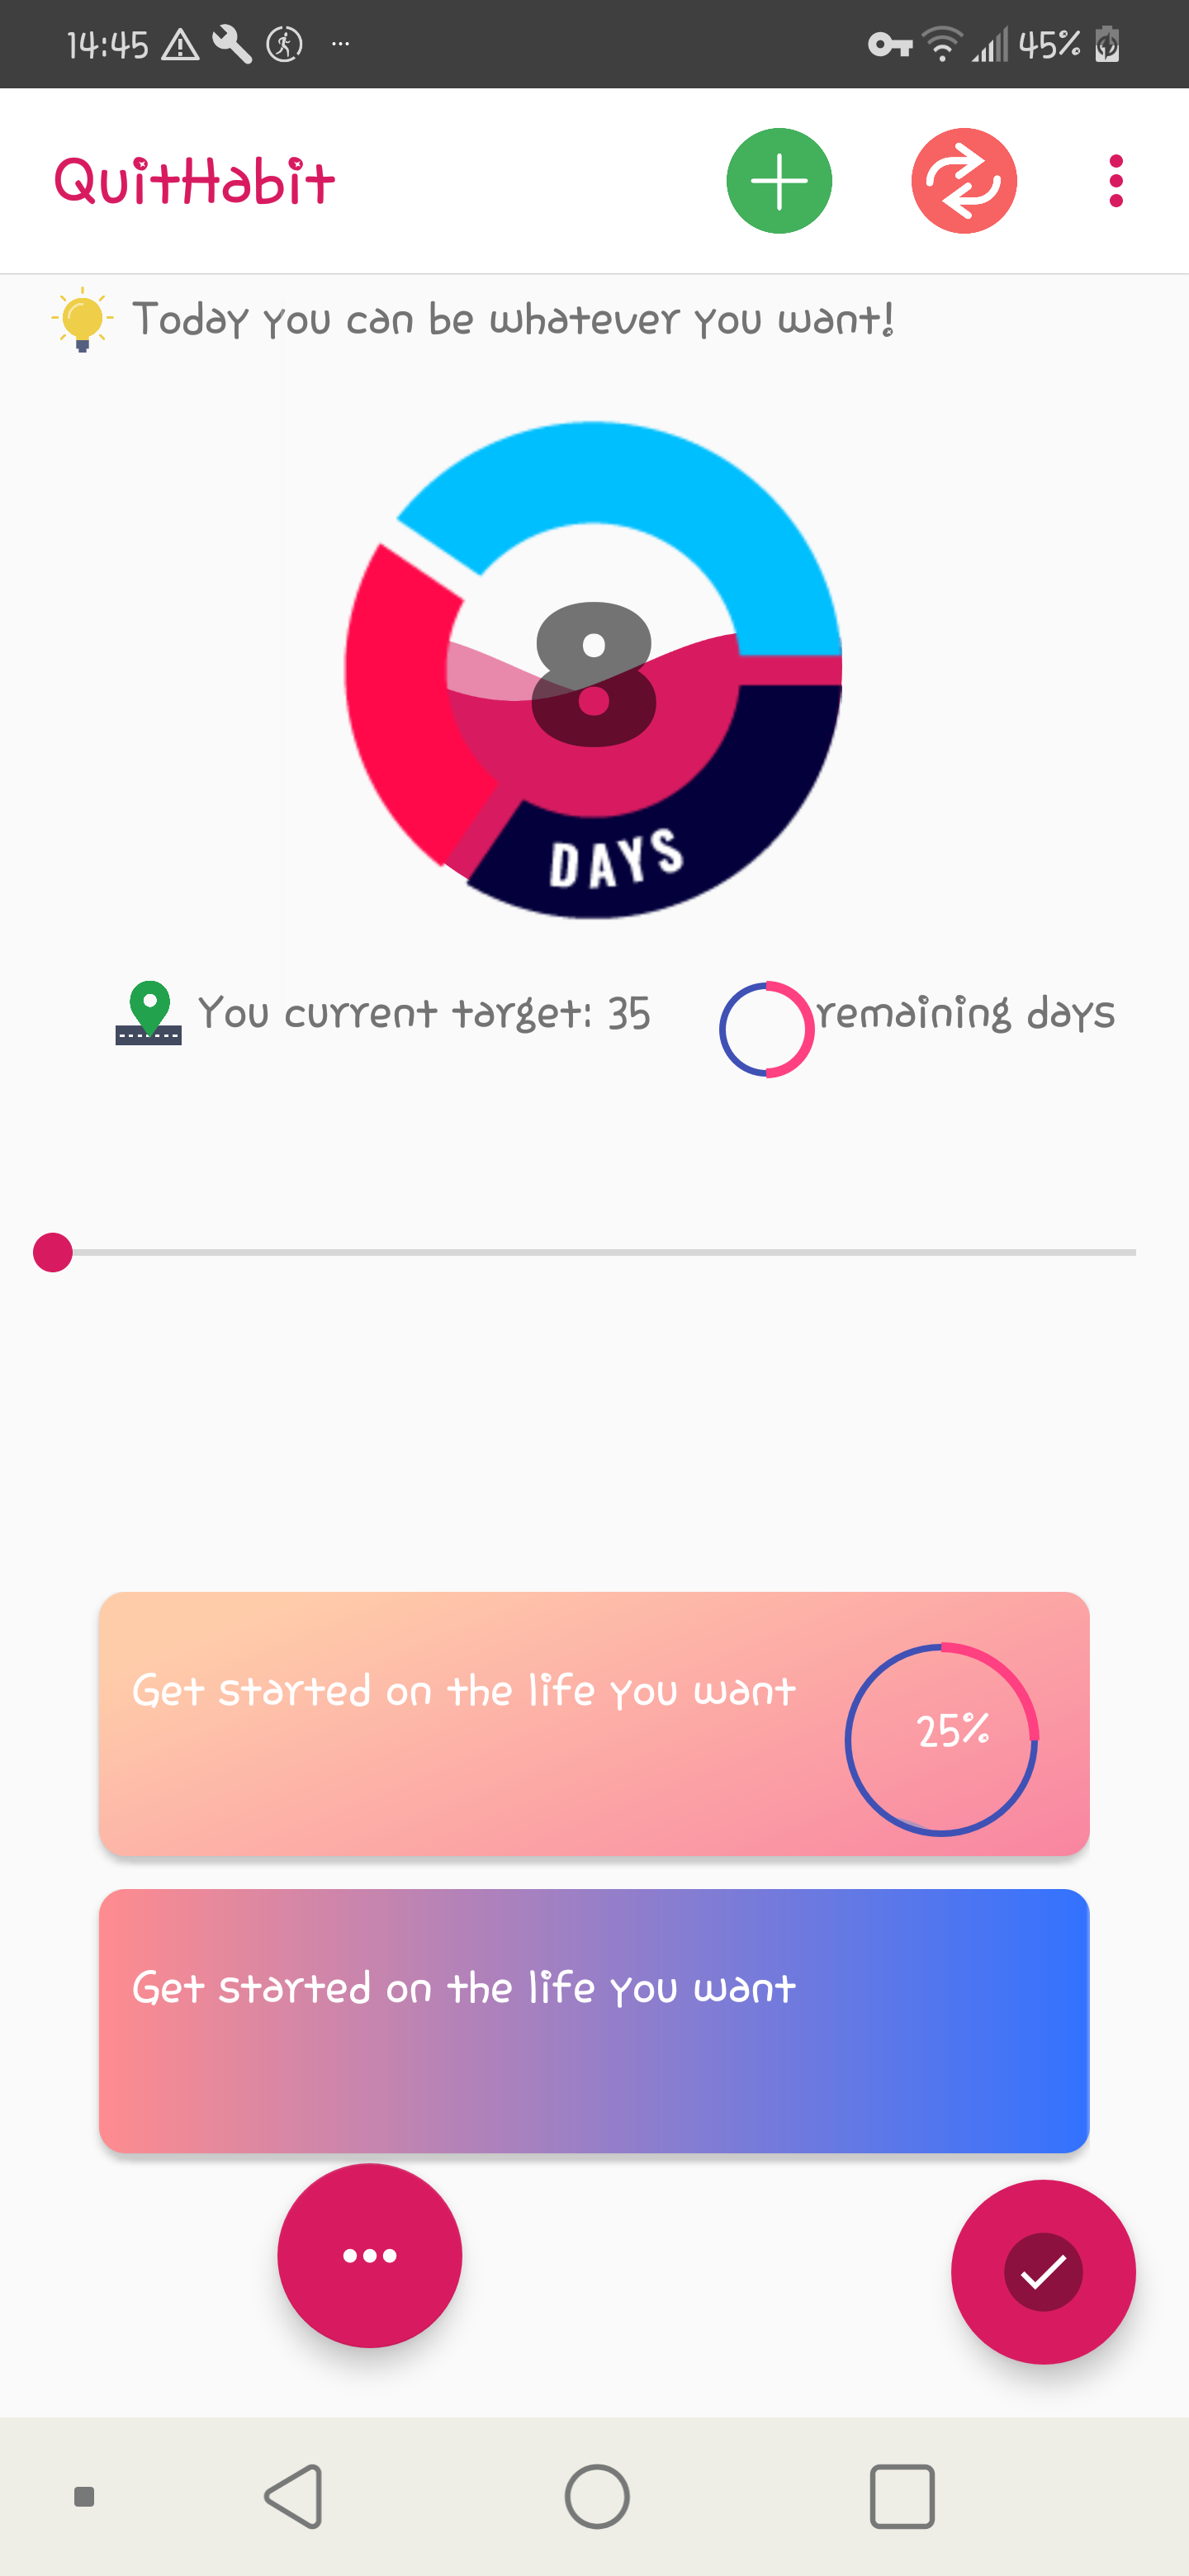 14:45 ... 45%
QuitHabit
Today you can be whatever you want!
8
DAYS
You current target: 35 remaining days
Get started on the life you want
25%
Get started on the life you want